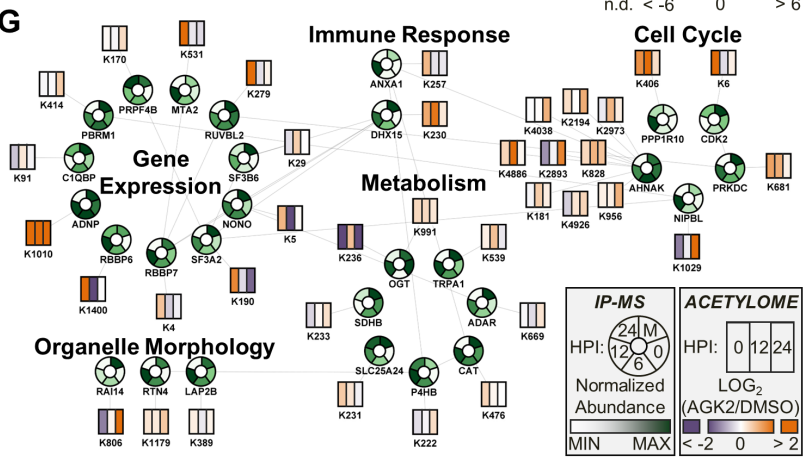 G
n.d. < -6 0 > 6
Immune Response
Cell Cycle
K170
K531
K279
K414
PRPF4B
MTA2
PBRM1
RUVBL2
K91
C1QBP
Gene
Expression
SF3B6
K29
ADNP
NONO
K1010
RBBP6
RBBP7
SF3A2
K5
K1400
K4
K190
ANXA1
K257
DHX15
K230
K406
K6
K4038
K2194
K2973
PPP1R10
CDK2
K4886
K2893
K828
AHNAK
PRKDC
K681
K181
K4926
K956
NIPBL
K1029
Metabolism
K991
K236
K539
OGT
TRPA1
K233
SDHB
ADAR
K669
SLC25A24
P4HB
CAT
K231
K222
K476
Organelle Morphology
RAI14
RTN4
LAP2B
K806
K1179
K389
IP-MS
HPI:
24 M
12 0
6
Normalized
Abundance
MIN MAX
ACETYLOME
HPI: 0 12 24
LOG2
(AGK2/DMSO)
< -2 0 > 2